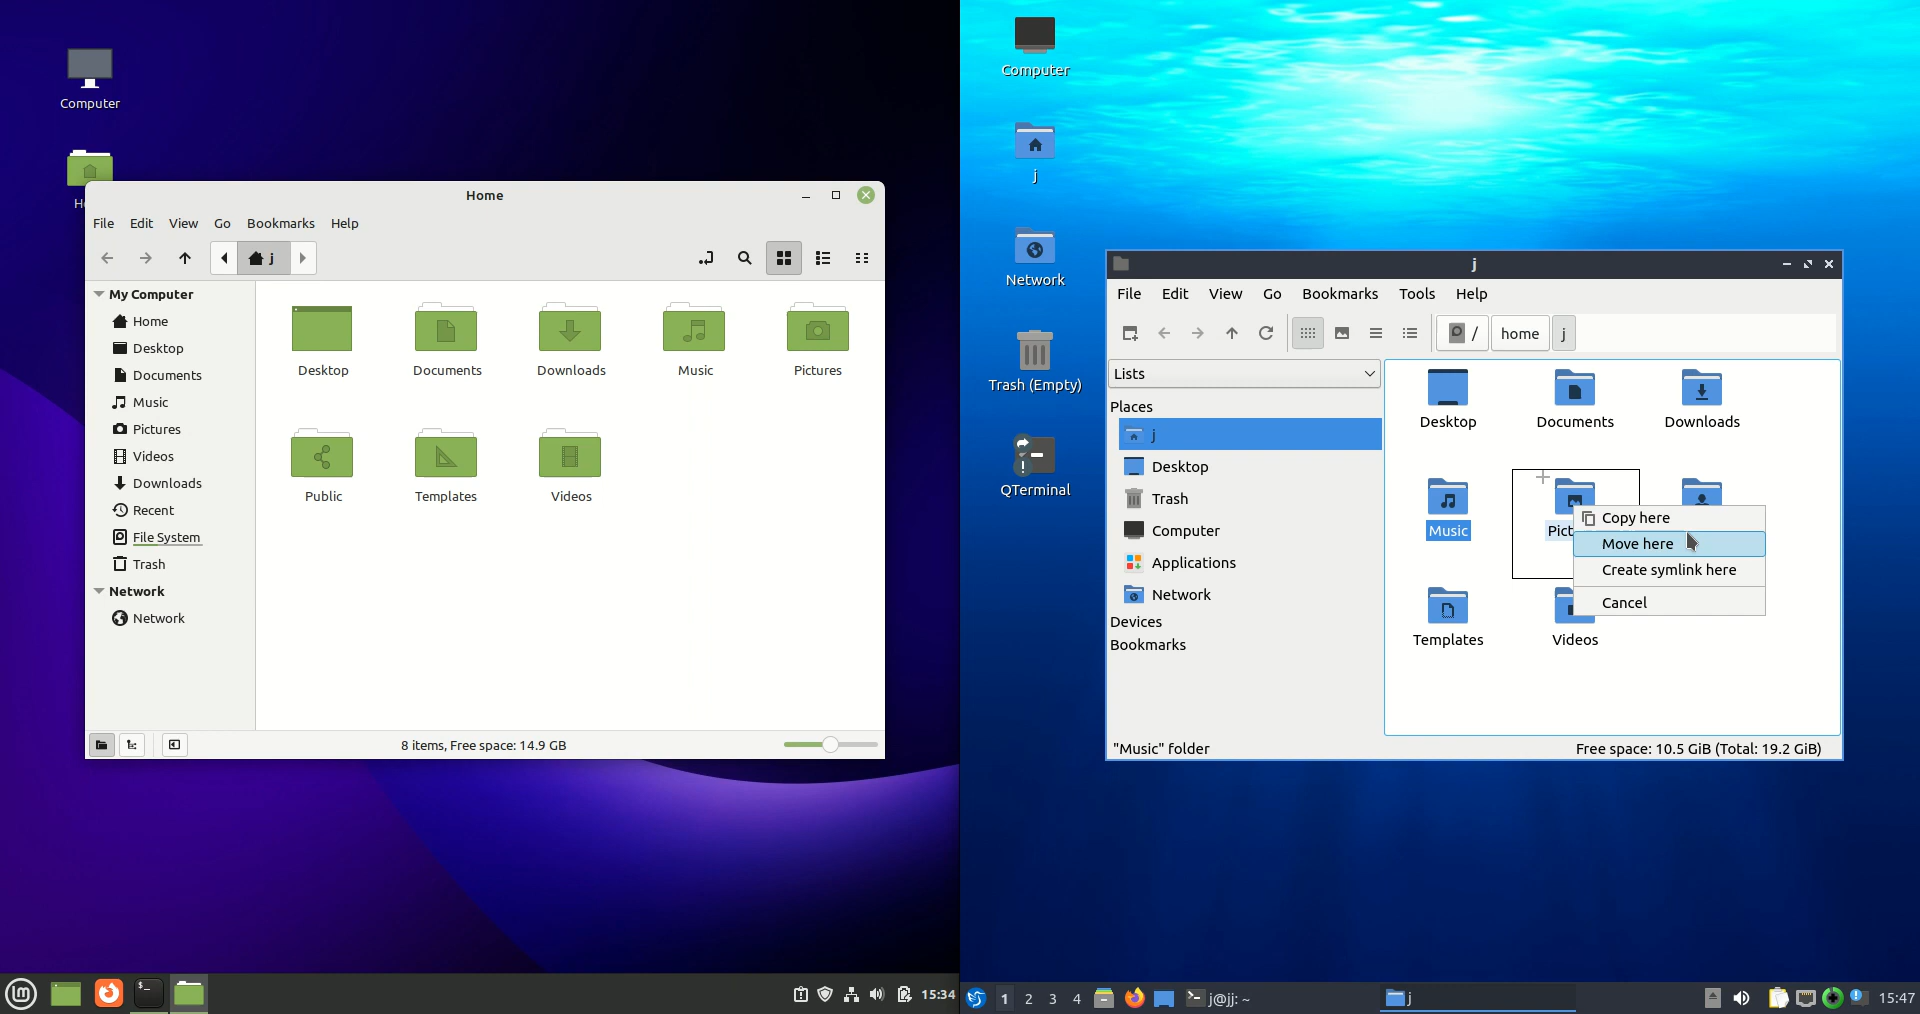 Computer
Home
File Edit View Go Bookmarks Help
j
My Computer
Home
Desktop
Documents
Music
Pictures
Videos
Downloads
Recent
File System
Trash
Network
Network
Desktop Documents Downloads Music Pictures
Public Templates Videos
8 items, Free space: 14.9 GB
15:34
Computer
j
Network
Trash (Empty)
QTerminal
j
File Edit View Go Bookmarks Tools Help
/ home j
Lists
Places
j
Desktop
Trash
Computer
Applications
Network
Devices
Bookmarks
Desktop Documents Downloads
Music
Copy here
Move here
Create symlink here
Cancel
Templates Videos
"Music" folder
Free space: 10.5 GiB (Total: 19.2 GiB)
1 2 3 4
j@jj: ~
j
15:47